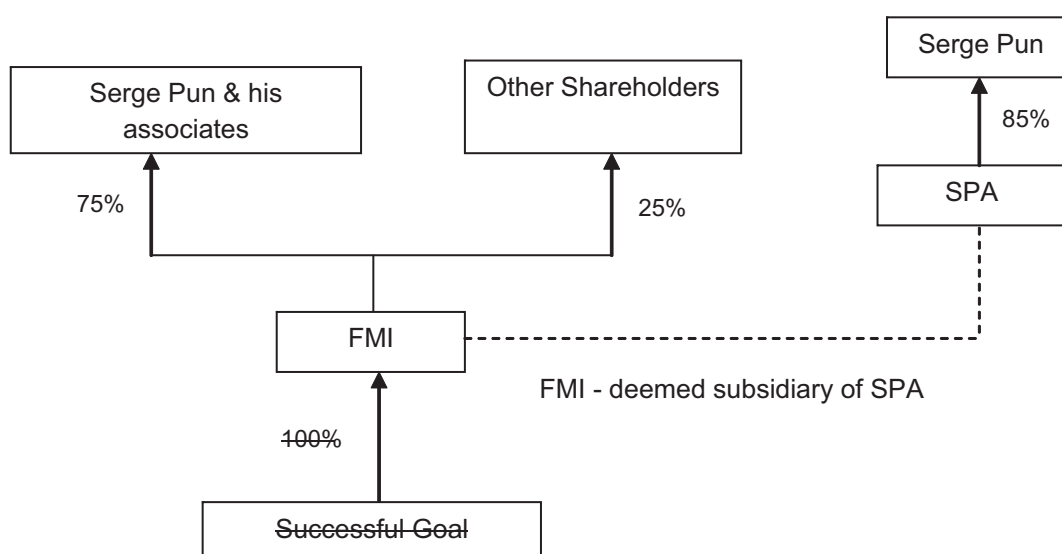 Serge Pun
Serge Pun & his
associates
Other Shareholders
85%
SPA
75%
25%
FMI
FMI - deemed subsidiary of SPA
100%
Successful Goal